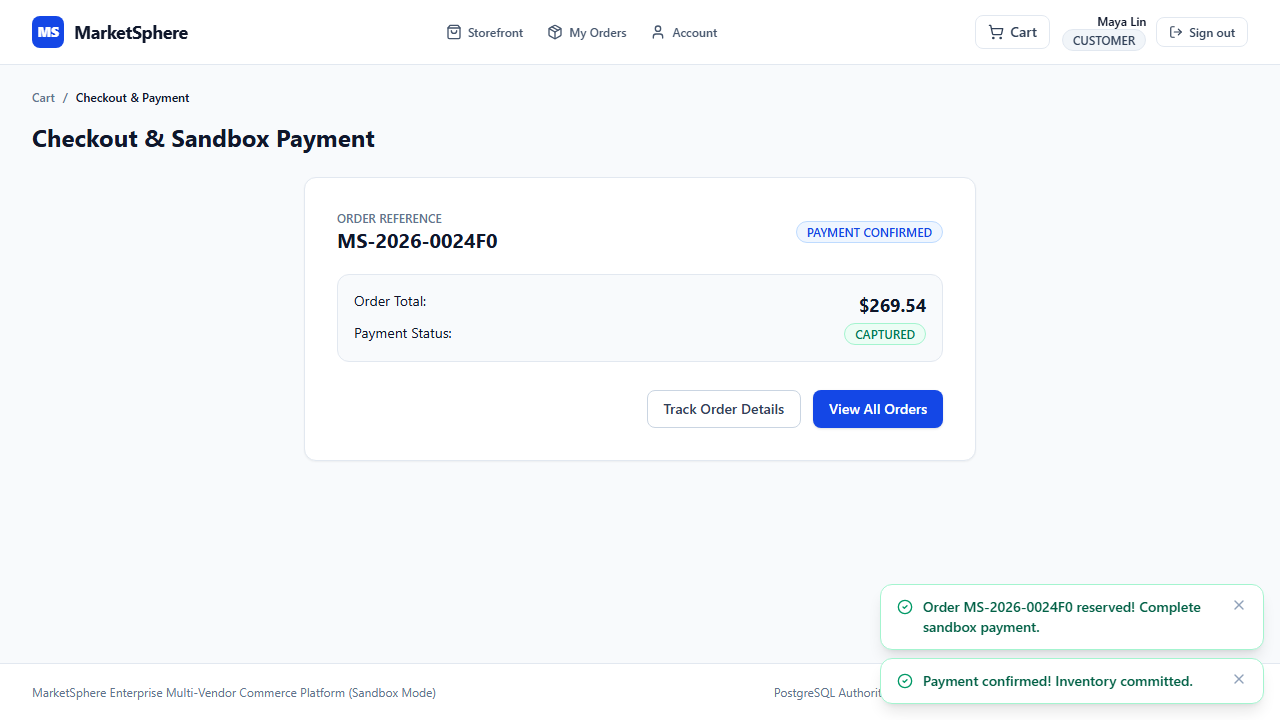 MS MarketSphere
Storefront
My Orders
Account
Cart
Maya Lin
CUSTOMER
Sign out
Cart / Checkout & Payment
Checkout & Sandbox Payment
ORDER REFERENCE
MS-2026-0024F0
PAYMENT CONFIRMED
Order Total:
$269.54
Payment Status:
CAPTURED
Track Order Details
View All Orders
Order MS-2026-0024F0 reserved! Complete
sandbox payment.
Payment confirmed! Inventory committed.
MarketSphere Enterprise Multi-Vendor Commerce Platform (Sandbox Mode)
PostgreSQL